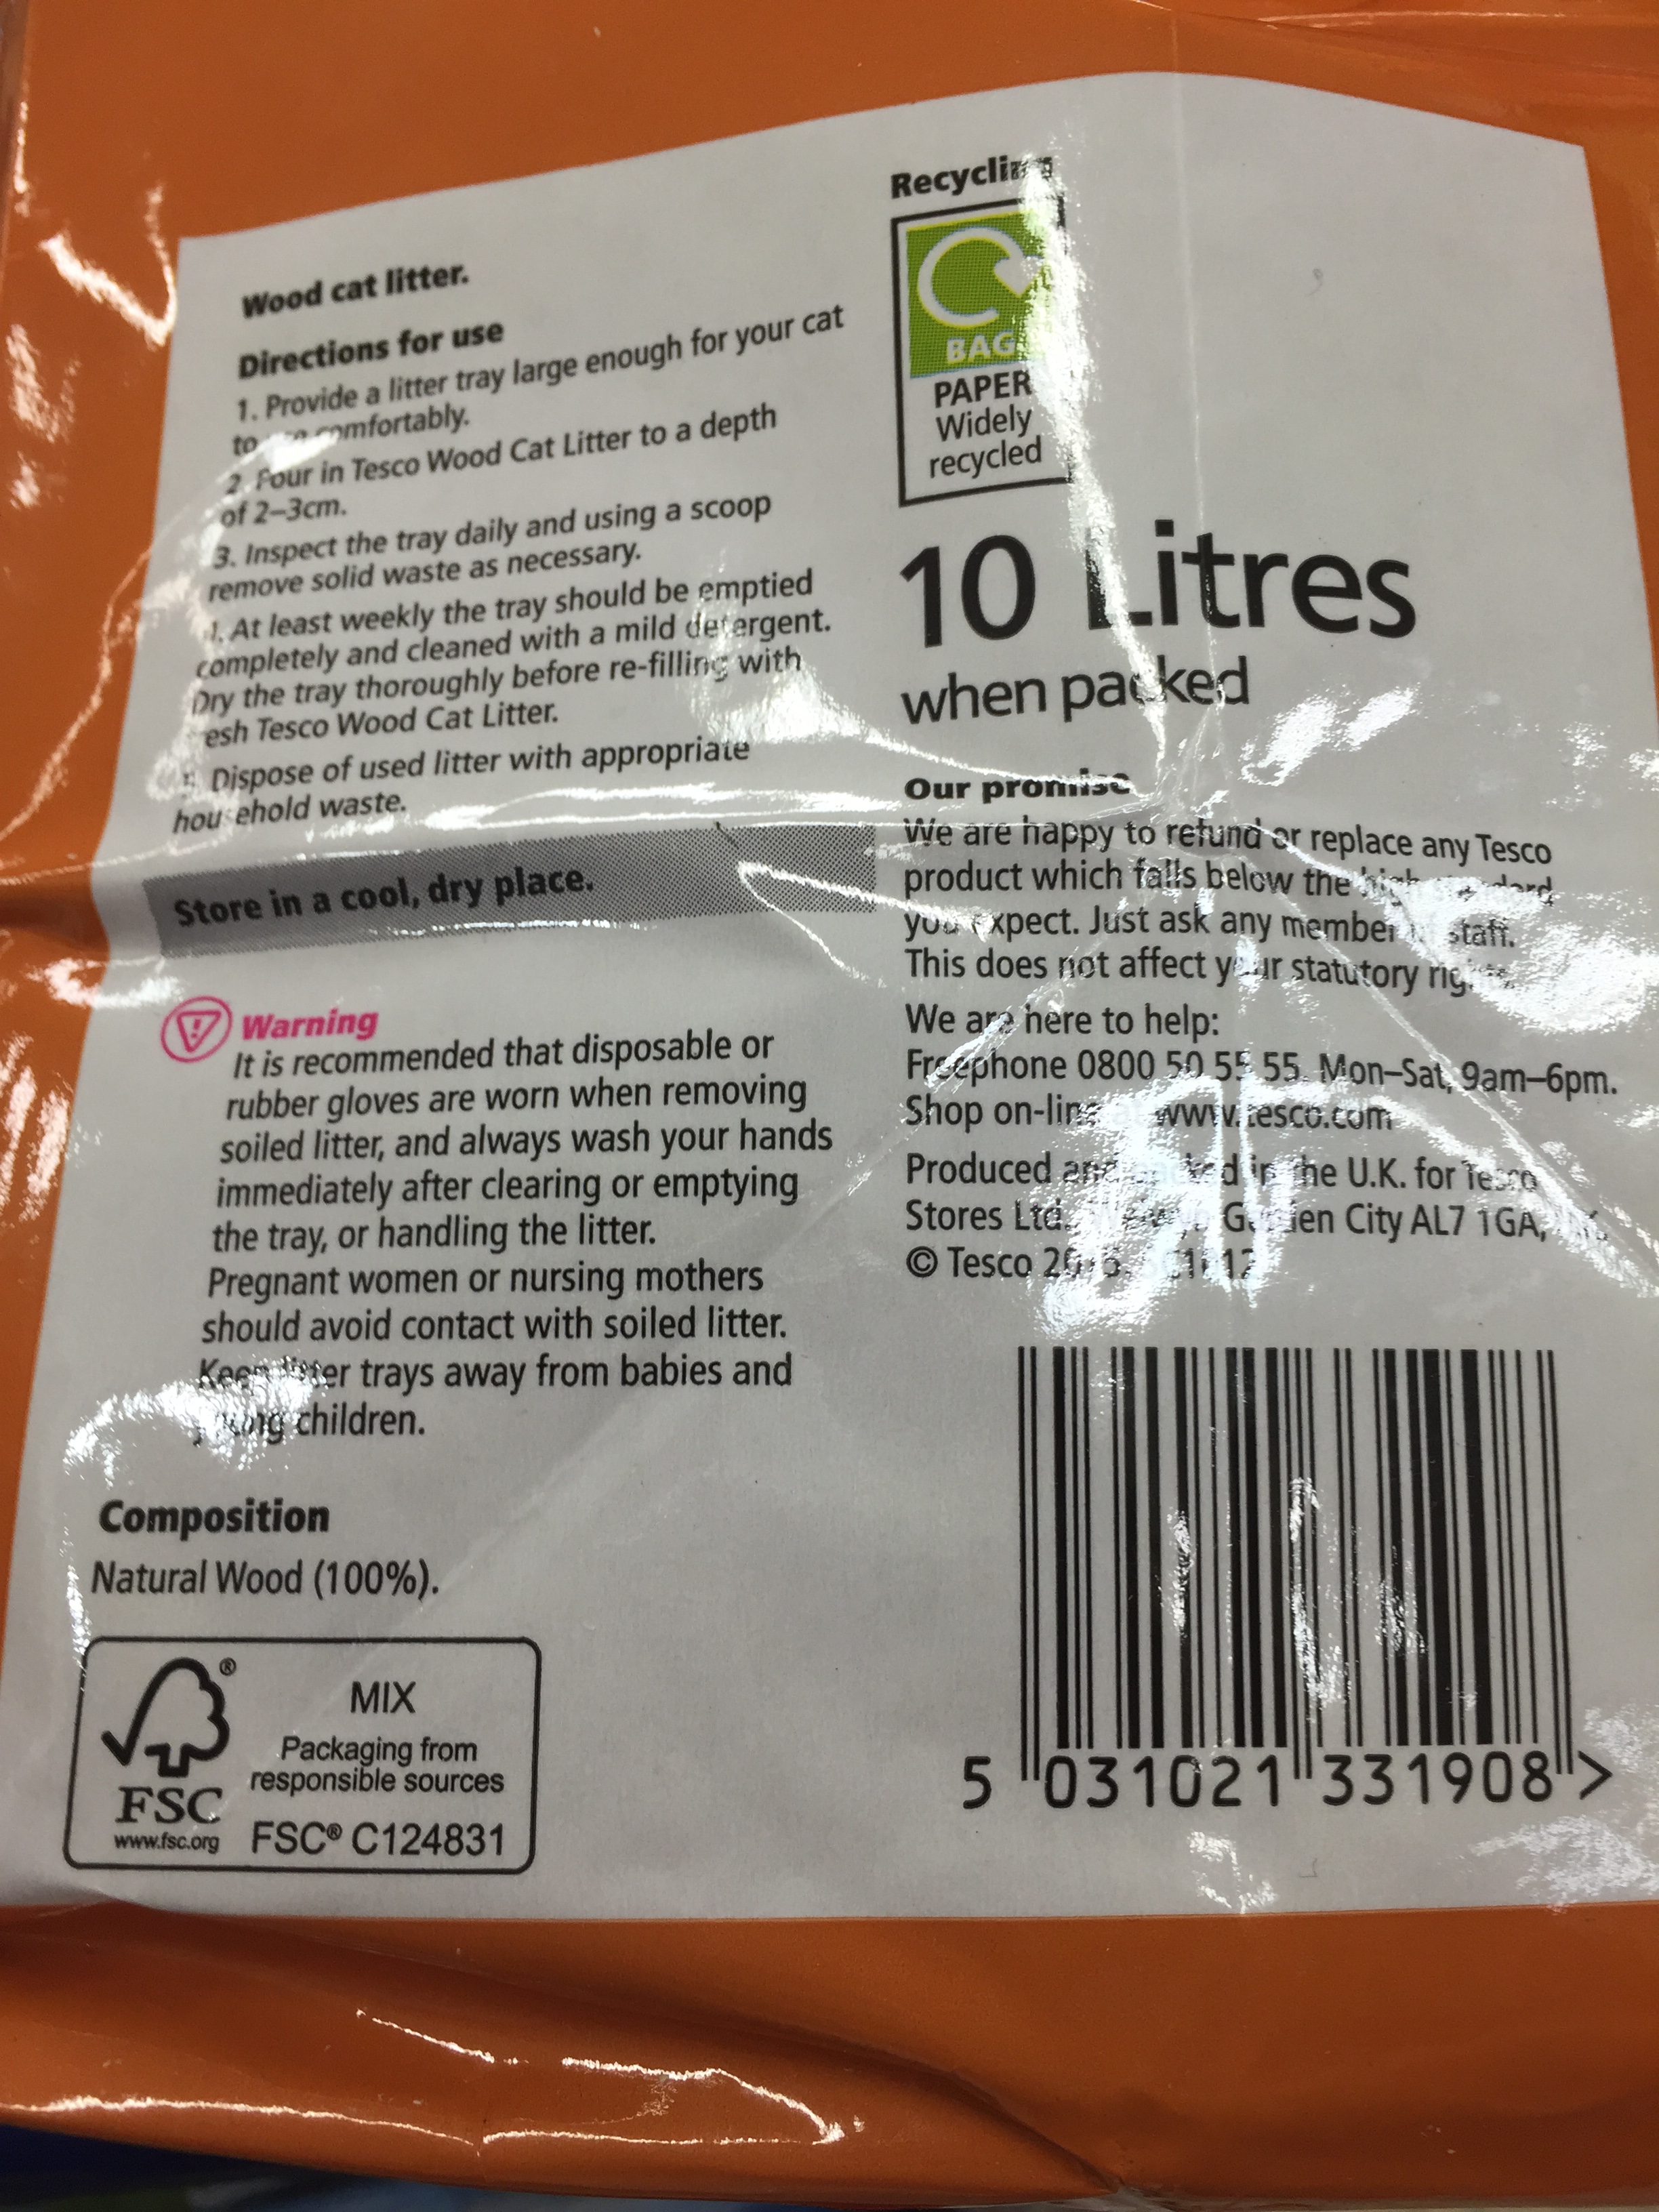 Wood cat litter.
Directions for use
1. Provide a litter tray large enough for your cat
to comfortably.
2. Pour in Tesco Wood Cat Litter to a depth
of 2–3cm.
3. Inspect the tray daily and using a scoop
remove solid waste as necessary.
At least weekly the tray should be emptied
completely and cleaned with a mild detergent.
Dry the tray thoroughly before re-filling with
Tesco Wood Cat Litter.
Dispose of used litter with appropriate
household waste.
Store in a cool, dry place.
Warning
It is recommended that disposable or
rubber gloves are worn when removing
soiled litter, and always wash your hands
immediately after clearing or emptying
the tray, or handling the litter.
Pregnant women or nursing mothers
should avoid contact with soiled litter.
Keep litter trays away from babies and
young children.
Composition
Natural Wood (100%).
®
FSC
www.fsc.org
MIX
Packaging from
responsible sources
FSC® C124831
Recycling
BAG
PAPER
Widely
recycled
10 Litres
when packed
Our promise
We are happy to refund or replace any Tesco
product which falls below the high standard
you expect. Just ask any member staff.
This does not affect your statutory
We are here to help:
Freephone 0800 50 55 55. Mon–Sat, 9am–6pm.
Shop on-line www.tesco.com
Produced and packed in the U.K. for Tesco
Stores Ltd. Garden City AL7 1GA,
© Tesco
5 031021 331908 >